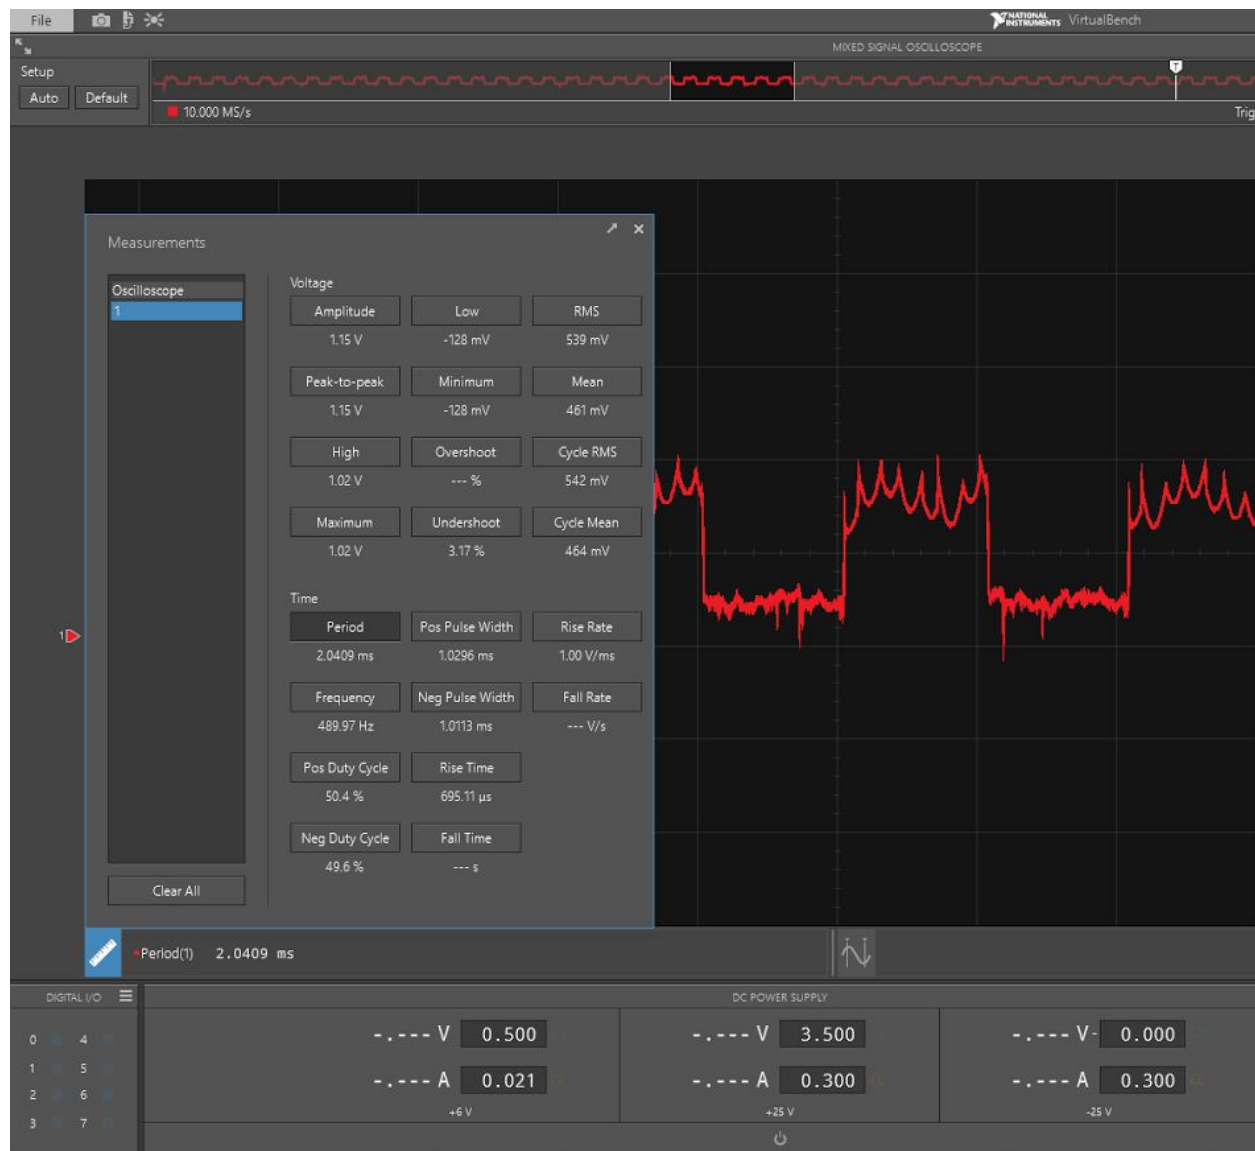 File NATIONAL INSTRUMENTS VirtualBench
MIXED SIGNAL OSCILLOSCOPE
Setup
Auto Default
T
10.000 MS/s Trig
Measurements
Oscilloscope
1
Clear All
Voltage
Amplitude Low RMS
1.15 V -128 mV 539 mV
Peak-to-peak Minimum Mean
1.15 V -128 mV 461 mV
High Overshoot Cycle RMS
1.02 V --- % 542 mV
Maximum Undershoot Cycle Mean
1.02 V 3.17 % 464 mV
Time
Period Pos Pulse Width Rise Rate
2.0409 ms 1.0296 ms 1.00 V/ms
Frequency Neg Pulse Width Fall Rate
489.97 Hz 1.0113 ms --- V/s
Pos Duty Cycle Rise Time
50.4 % 695.11 µs
Neg Duty Cycle Fall Time
49.6 % --- s
1
Period(1) 2.0409 ms
DIGITAL I/O
0 4
1 5
2 6
3 7
DC POWER SUPPLY
-.--- V 0.500 -.--- V 3.500 -.--- V- 0.000
-.--- A 0.021 -.--- A 0.300 -.--- A 0.300
+6 V +25 V -25 V